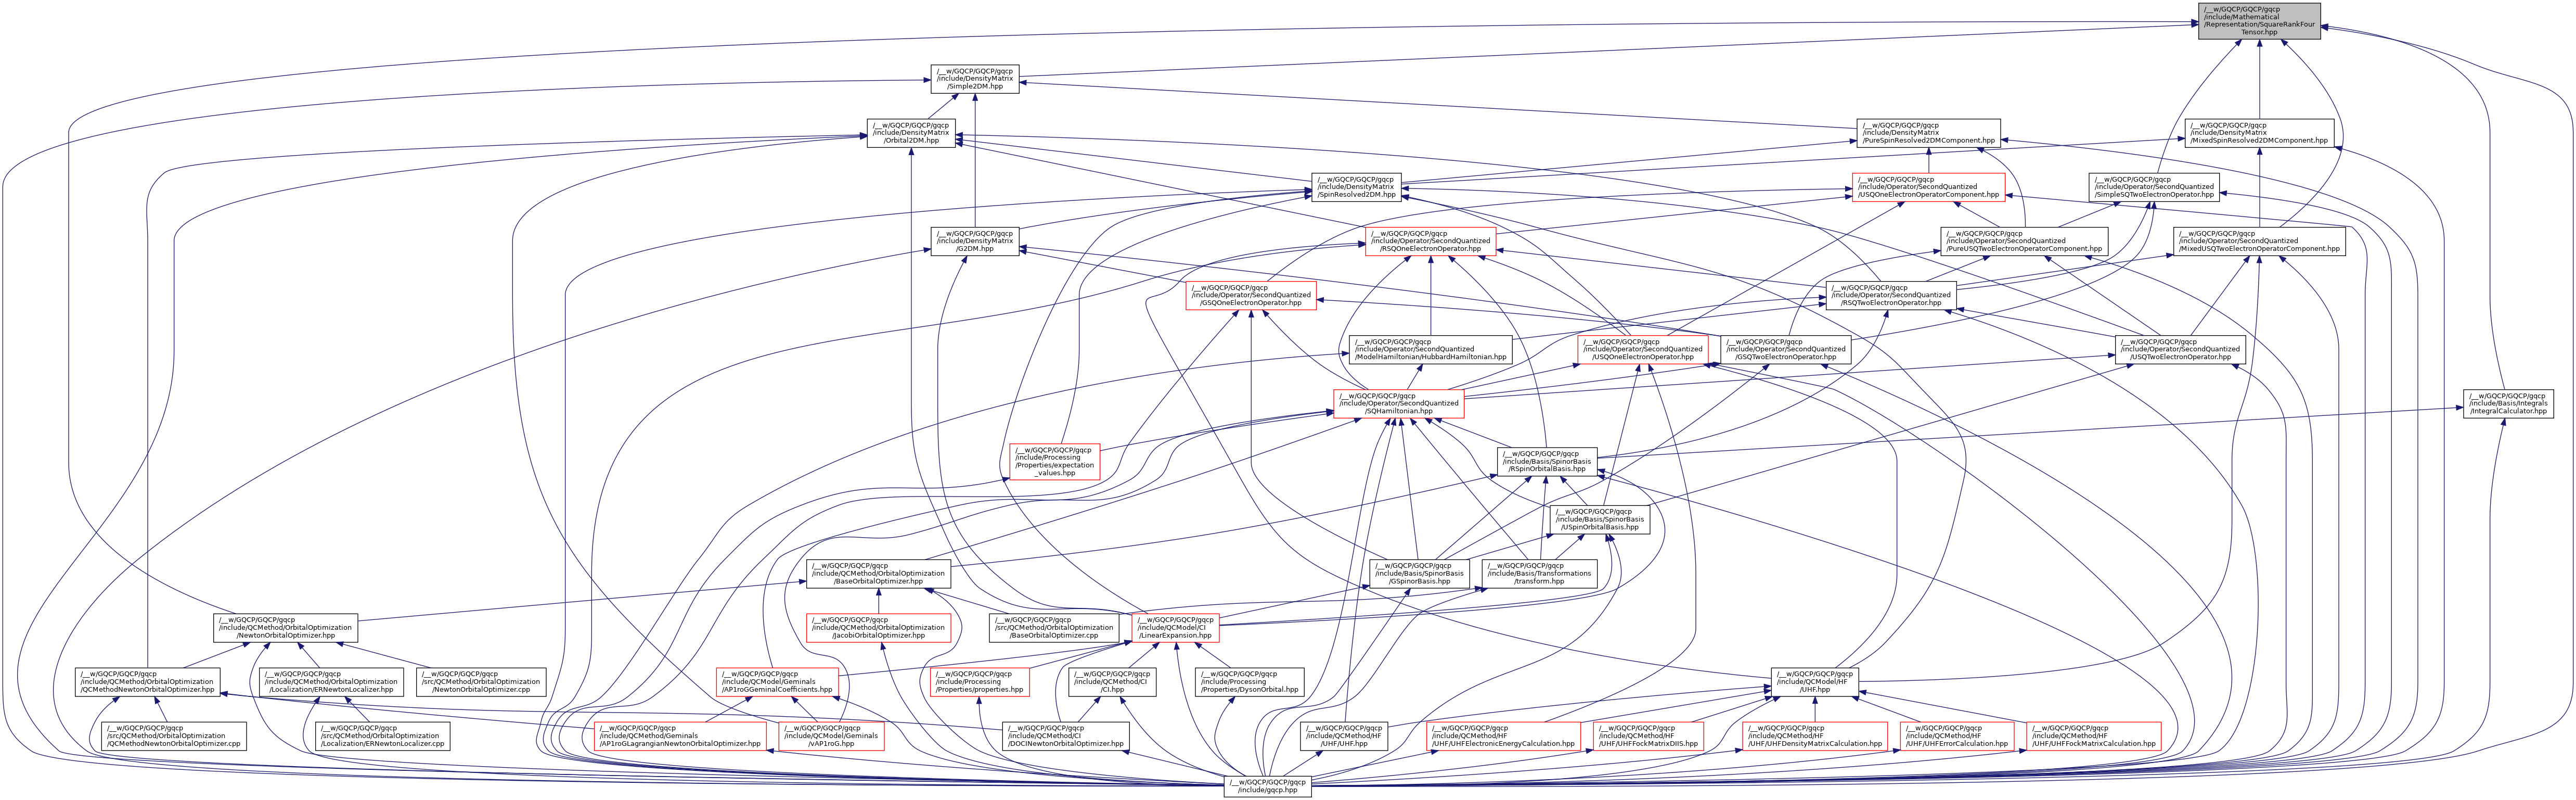 /__w/GQCP/GQCP/gqcp
/include/Mathematical
/Representation/SquareRankFour
Tensor.hpp
/__w/GQCP/GQCP/gqcp
/include/DensityMatrix
/Simple2DM.hpp
/__w/GQCP/GQCP/gqcp
/include/DensityMatrix
/Orbital2DM.hpp
/__w/GQCP/GQCP/gqcp
/include/DensityMatrix
/PureSpinResolved2DMComponent.hpp
/__w/GQCP/GQCP/gqcp
/include/DensityMatrix
/MixedSpinResolved2DMComponent.hpp
/__w/GQCP/GQCP/gqcp
/include/DensityMatrix
/SpinResolved2DM.hpp
/__w/GQCP/GQCP/gqcp
/include/Operator/SecondQuantized
/USQOneElectronOperatorComponent.hpp
/__w/GQCP/GQCP/gqcp
/include/Operator/SecondQuantized
/SimpleSQTwoElectronOperator.hpp
/__w/GQCP/GQCP/gqcp
/include/DensityMatrix
/G2DM.hpp
/__w/GQCP/GQCP/gqcp
/include/Operator/SecondQuantized
/RSQOneElectronOperator.hpp
/__w/GQCP/GQCP/gqcp
/include/Operator/SecondQuantized
/PureUSQTwoElectronOperatorComponent.hpp
/__w/GQCP/GQCP/gqcp
/include/Operator/SecondQuantized
/MixedUSQTwoElectronOperatorComponent.hpp
/__w/GQCP/GQCP/gqcp
/include/Operator/SecondQuantized
/GSQOneElectronOperator.hpp
/__w/GQCP/GQCP/gqcp
/include/Operator/SecondQuantized
/RSQTwoElectronOperator.hpp
/__w/GQCP/GQCP/gqcp
/include/Operator/SecondQuantized
/ModelHamiltonian/HubbardHamiltonian.hpp
/__w/GQCP/GQCP/gqcp
/include/Operator/SecondQuantized
/USQOneElectronOperator.hpp
/__w/GQCP/GQCP/gqcp
/include/Operator/SecondQuantized
/GSQTwoElectronOperator.hpp
/__w/GQCP/GQCP/gqcp
/include/Operator/SecondQuantized
/USQTwoElectronOperator.hpp
/__w/GQCP/GQCP/gqcp
/include/Operator/SecondQuantized
/SQHamiltonian.hpp
/__w/GQCP/GQCP/gqcp
/include/Basis/Integrals
/IntegralCalculator.hpp
/__w/GQCP/GQCP/gqcp
/include/Processing
/Properties/expectation
_values.hpp
/__w/GQCP/GQCP/gqcp
/include/Basis/SpinorBasis
/RSpinOrbitalBasis.hpp
/__w/GQCP/GQCP/gqcp
/include/Basis/SpinorBasis
/USpinOrbitalBasis.hpp
/__w/GQCP/GQCP/gqcp
/include/QCMethod/OrbitalOptimization
/BaseOrbitalOptimizer.hpp
/__w/GQCP/GQCP/gqcp
/include/Basis/SpinorBasis
/GSpinorBasis.hpp
/__w/GQCP/GQCP/gqcp
/include/Basis/Transformations
/transform.hpp
/__w/GQCP/GQCP/gqcp
/include/QCMethod/OrbitalOptimization
/NewtonOrbitalOptimizer.hpp
/__w/GQCP/GQCP/gqcp
/include/QCMethod/OrbitalOptimization
/JacobiOrbitalOptimizer.hpp
/__w/GQCP/GQCP/gqcp
/src/QCMethod/OrbitalOptimization
/BaseOrbitalOptimizer.cpp
/__w/GQCP/GQCP/gqcp
/include/QCModel/CI
/LinearExpansion.hpp
/__w/GQCP/GQCP/gqcp
/include/QCMethod/OrbitalOptimization
/QCMethodNewtonOrbitalOptimizer.hpp
/__w/GQCP/GQCP/gqcp
/include/QCMethod/OrbitalOptimization
/Localization/ERNewtonLocalizer.hpp
/__w/GQCP/GQCP/gqcp
/src/QCMethod/OrbitalOptimization
/NewtonOrbitalOptimizer.cpp
/__w/GQCP/GQCP/gqcp
/include/QCModel/Geminals
/AP1roGGeminalCoefficients.hpp
/__w/GQCP/GQCP/gqcp
/include/Processing
/Properties/properties.hpp
/__w/GQCP/GQCP/gqcp
/include/QCMethod/CI
/CI.hpp
/__w/GQCP/GQCP/gqcp
/include/Processing
/Properties/DysonOrbital.hpp
/__w/GQCP/GQCP/gqcp
/include/QCModel/HF
/UHF.hpp
/__w/GQCP/GQCP/gqcp
/src/QCMethod/OrbitalOptimization
/QCMethodNewtonOrbitalOptimizer.cpp
/__w/GQCP/GQCP/gqcp
/src/QCMethod/OrbitalOptimization
/Localization/ERNewtonLocalizer.cpp
/__w/GQCP/GQCP/gqcp
/include/QCMethod/Geminals
/AP1roGLagrangianNewtonOrbitalOptimizer.hpp
/__w/GQCP/GQCP/gqcp
/include/QCModel/Geminals
/vAP1roG.hpp
/__w/GQCP/GQCP/gqcp
/include/QCMethod/CI
/DOCINewtonOrbitalOptimizer.hpp
/__w/GQCP/GQCP/gqcp
/include/QCMethod/HF
/UHF/UHF.hpp
/__w/GQCP/GQCP/gqcp
/include/QCMethod/HF
/UHF/UHFElectronicEnergyCalculation.hpp
/__w/GQCP/GQCP/gqcp
/include/QCMethod/HF
/UHF/UHFFockMatrixDIIS.hpp
/__w/GQCP/GQCP/gqcp
/include/QCMethod/HF
/UHF/UHFDensityMatrixCalculation.hpp
/__w/GQCP/GQCP/gqcp
/include/QCMethod/HF
/UHF/UHFErrorCalculation.hpp
/__w/GQCP/GQCP/gqcp
/include/QCMethod/HF
/UHF/UHFFockMatrixCalculation.hpp
/__w/GQCP/GQCP/gqcp
/include/gqcp.hpp